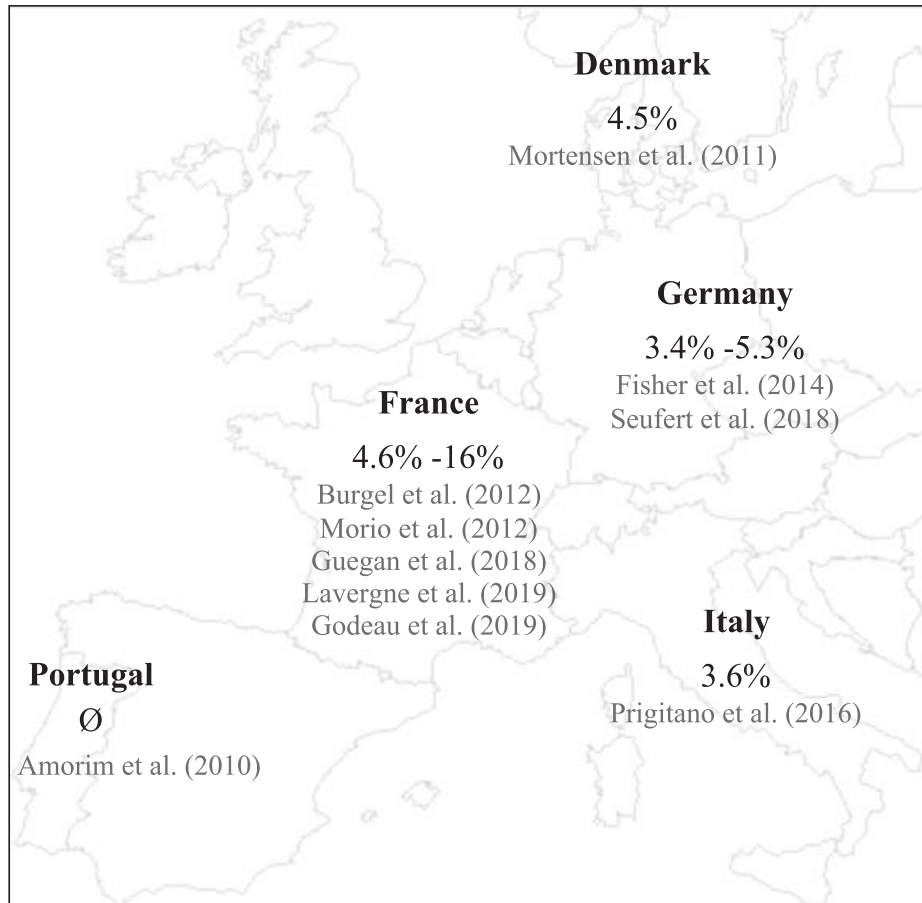 Denmark
4.5%
Mortensen et al. (2011)
Germany
3.4% -5.3%
Fisher et al. (2014)
Seufert et al. (2018)
France
4.6% -16%
Burgel et al. (2012)
Morio et al. (2012)
Guegan et al. (2018)
Lavergne et al. (2019)
Godeau et al. (2019)
Italy
3.6%
Prigitano et al. (2016)
Portugal
Ø
Amorim et al. (2010)